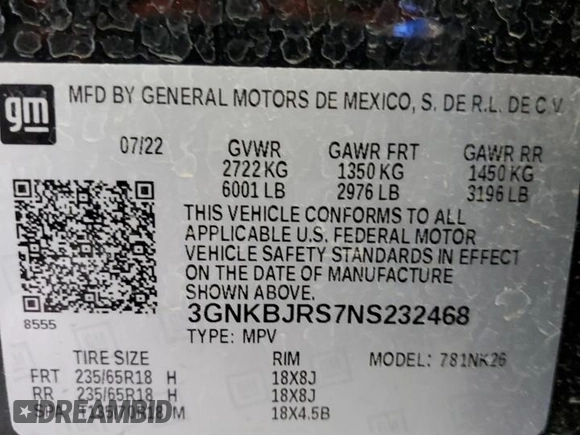 gm
MFD BY GENERAL MOTORS DE MEXICO, S. DE R.L. DE C.V.
07/22 GVWR GAWR FRT GAWR RR
2722 KG 1350 KG 1450 KG
6001 LB 2976 LB 3196 LB
THIS VEHICLE CONFORMS TO ALL
APPLICABLE U.S. FEDERAL MOTOR
VEHICLE SAFETY STANDARDS IN EFFECT
ON THE DATE OF MANUFACTURE
SHOWN ABOVE.
8555 3GNKBJRS7NS232468
TYPE: MPV
TIRE SIZE RIM MODEL: 781NK26
FRT 235/65R18 H 18X8J
RR 235/65R18 H 18X8J
SPA M 18X4.5B
DREAMBID